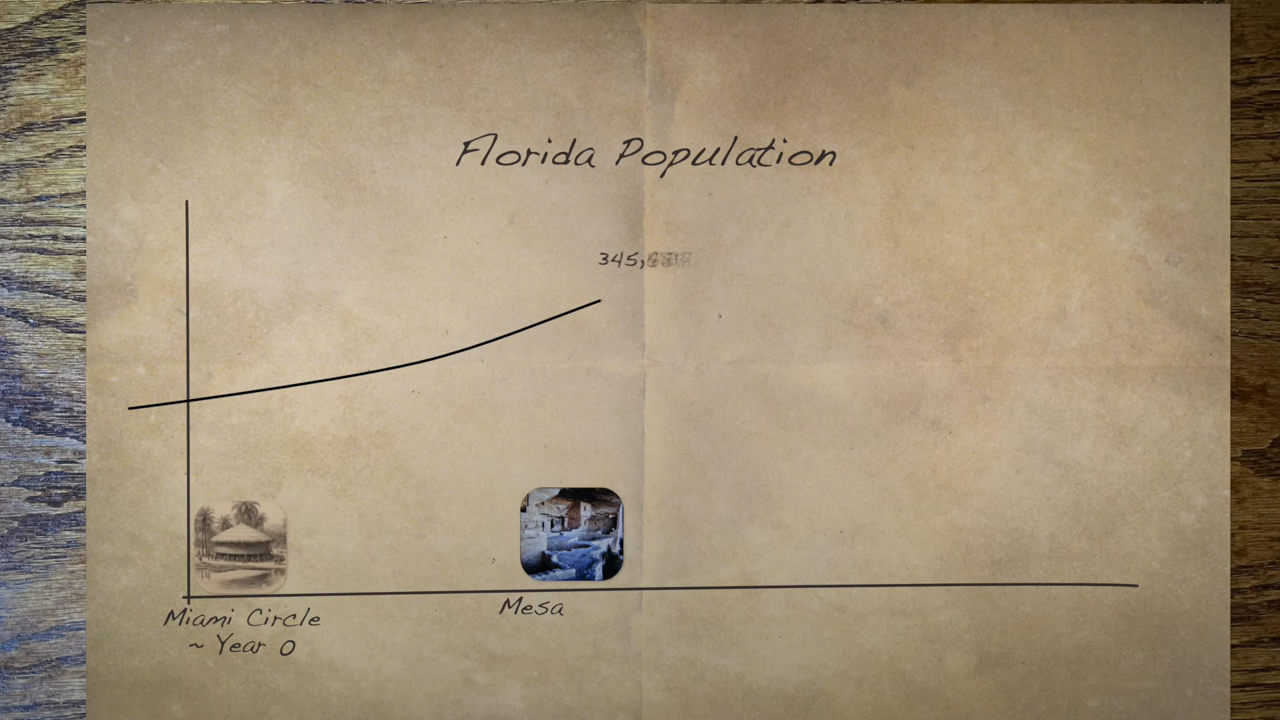 Florida Population
345,
Miami Circle
~ Year 0
Mesa